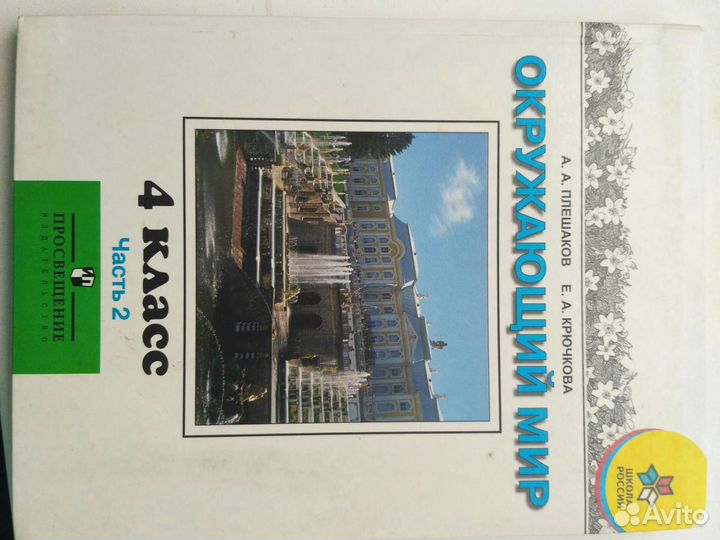 А. А. ПЛЕШАКОВ Е. А. КРЮЧКОВА
ОКРУЖАЮЩИЙ МИР
4 класс
Часть 2
ПРОСВЕЩЕНИЕ
ИЗДАТЕЛЬСТВО
ШКОЛА
РОССИИ
Avito